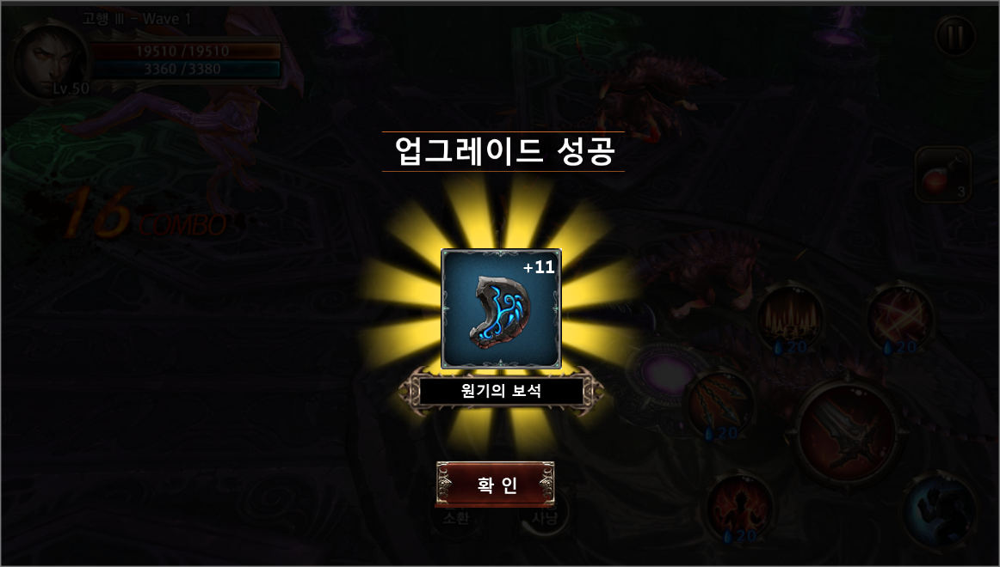 고행 Ⅲ - Wave 1
19510 /19510
3360 /3380
Lv.50
업그레이드 성공
3
16 COMBO
+11
20
20
원기의 보석
20
확 인
소환
사냥
20